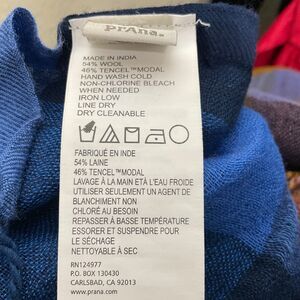 prAna.
MADE IN INDIA
54% WOOL
46% TENCEL™MODAL
HAND WASH COLD
NON-CHLORINE BLEACH
WHEN NEEDED
IRON LOW
LINE DRY
DRY CLEANABLE
FABRIQUÉ EN INDE
54% LAINE
46% TENCEL™MODAL
LAVAGE À LA MAIN ETÀ L'EAU FROIDE
UTILISER SEULEMENT UN AGENT DE
BLANCHIMENT NON
CHLORÉ AU BESOIN
REPASSER À BASSE TEMPÉRATURE
ESSORER ET SUSPENDRE POUR
LE SÉCHAGE
NETTOYABLE À SEC
RN124977
P.O. BOX 130430
CARLSBAD, CA 92013
www.prana.com